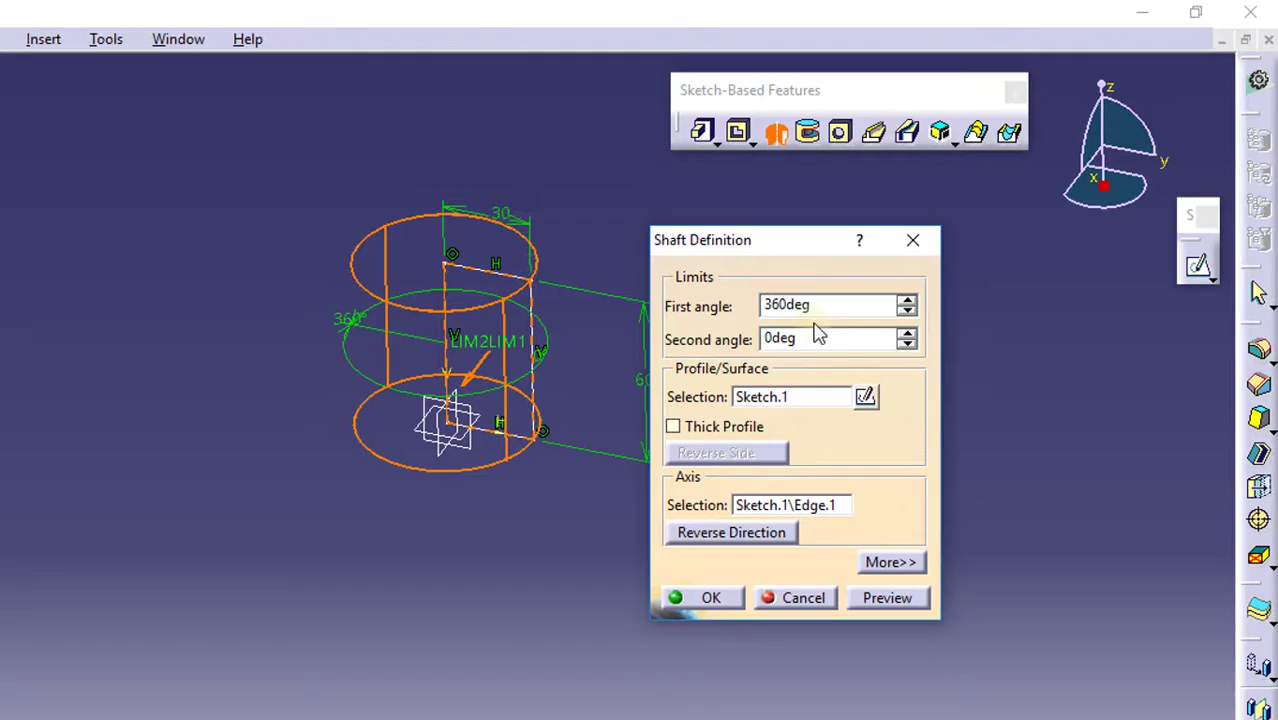 Insert Tools Window Help
Sketch-Based Features
z
y
x
S
30
H
360°
V
LIM2LIM1
V
H
Shaft Definition ?
Limits
First angle: 360deg
Second angle: 0deg
Profile/Surface
Selection: Sketch.1
Thick Profile
Reverse Side
Axis
Selection: Sketch.1\Edge.1
Reverse Direction
More>>
OK Cancel Preview